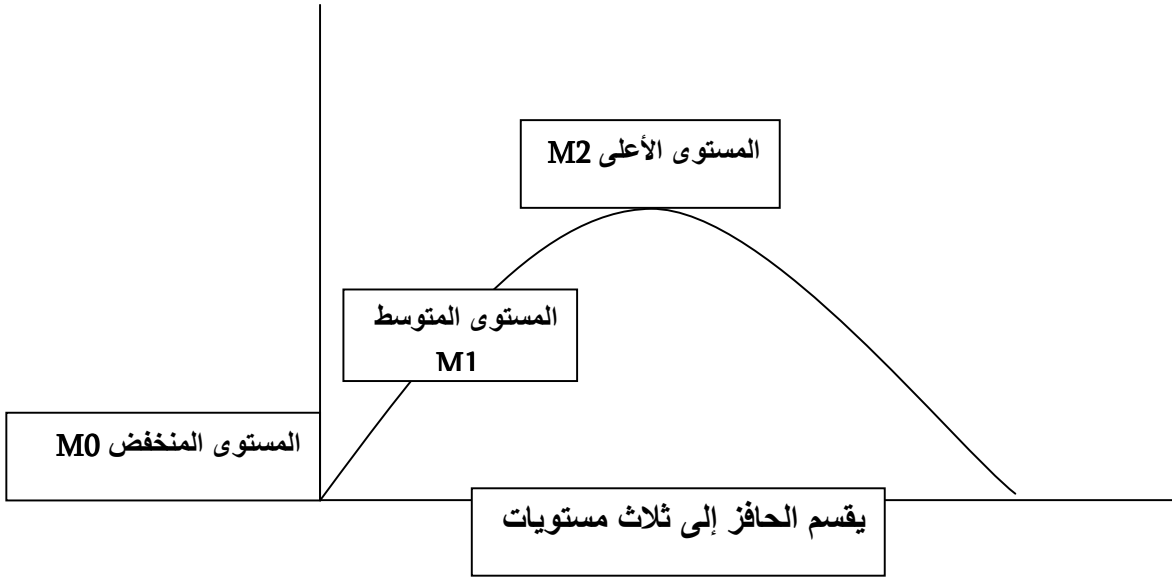 المستوى الأعلى M2
المستوى المتوسط
M1
المستوى المنخفض M0
يقسم الحافز إلى ثلاث مستويات